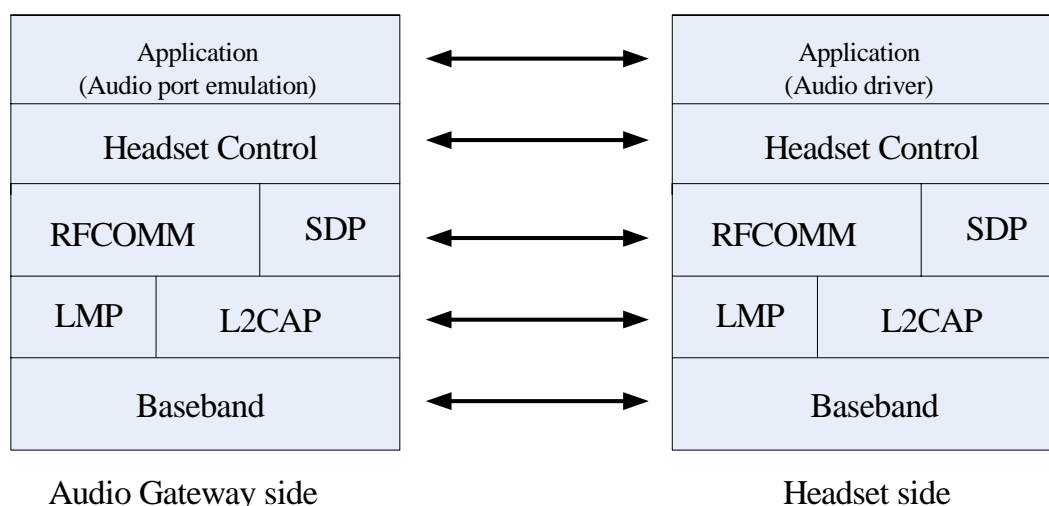 Application
(Audio port emulation)
Headset Control
RFCOMM
SDP
LMP
L2CAP
Baseband
Audio Gateway side
Application
(Audio driver)
Headset Control
RFCOMM
SDP
LMP
L2CAP
Baseband
Headset side